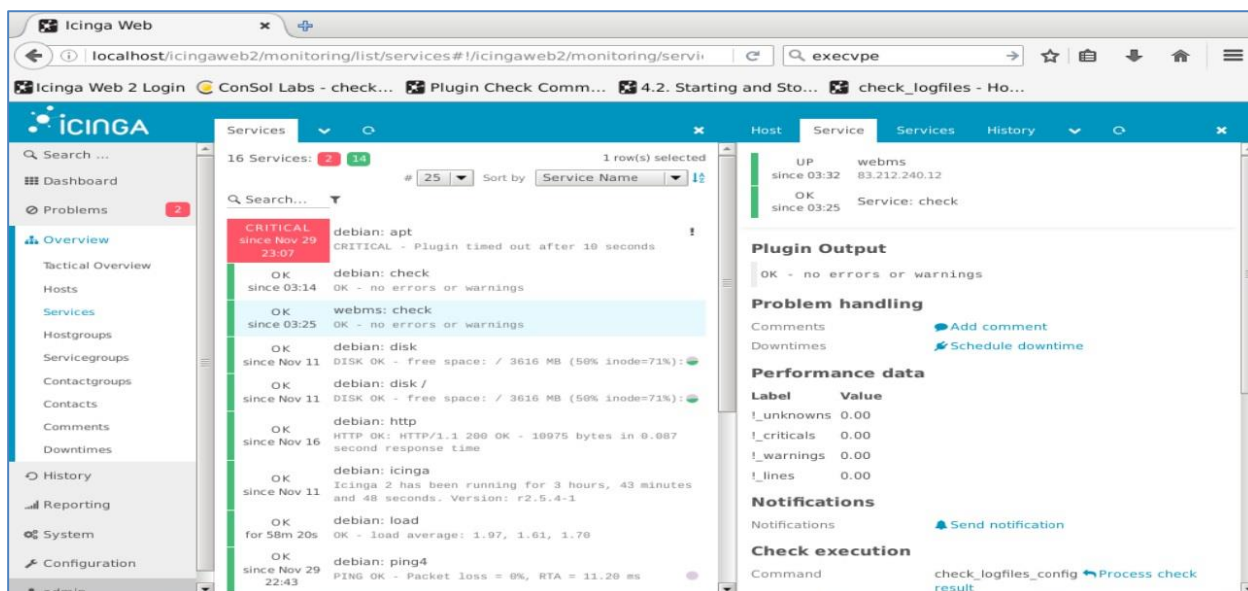 Icinga Web
localhost/icingaweb2/monitoring/list/services#!/icingaweb2/monitoring/servi
execvpe
Icinga Web 2 Login
ConSol Labs - check...
Plugin Check Comm...
4.2. Starting and Sto...
check_logfiles - Ho...
ICINGA
Search ...
Dashboard
Problems 2
Overview
Tactical Overview
Hosts
Services
Hostgroups
Servicegroups
Contactgroups
Contacts
Comments
Downtimes
History
Reporting
System
Configuration
admin
Services
16 Services: 2 14
1 row(s) selected
# 25 Sort by Service Name
Search...
CRITICAL
since Nov 29
23:07
debian: apt
!
CRITICAL - Plugin timed out after 10 seconds
OK
since 03:14
debian: check
OK - no errors or warnings
OK
since 03:25
webms: check
OK - no errors or warnings
OK
since Nov 11
debian: disk
DISK OK - free space: / 3616 MB (50% inode=71%):
OK
since Nov 11
debian: disk /
DISK OK - free space: / 3616 MB (50% inode=71%):
OK
since Nov 16
debian: http
HTTP OK: HTTP/1.1 200 OK - 10975 bytes in 0.087
second response time
OK
since Nov 11
debian: icinga
Icinga 2 has been running for 3 hours, 43 minutes
and 48 seconds. Version: r2.5.4-1
OK
for 58m 20s
debian: load
OK - load average: 1.97, 1.61, 1.70
OK
since Nov 29
22:43
debian: ping4
PING OK - Packet loss = 0%, RTA = 11.20 ms
Host Service Services History
UP
since 03:32
webms
83.212.240.12
OK
since 03:25
Service: check
Plugin Output
OK - no errors or warnings
Problem handling
Comments Add comment
Downtimes Schedule downtime
Performance data
Label Value
!_unknowns 0.00
!_criticals 0.00
!_warnings 0.00
!_lines 0.00
Notifications
Notifications Send notification
Check execution
Command check_logfiles_config Process check
result